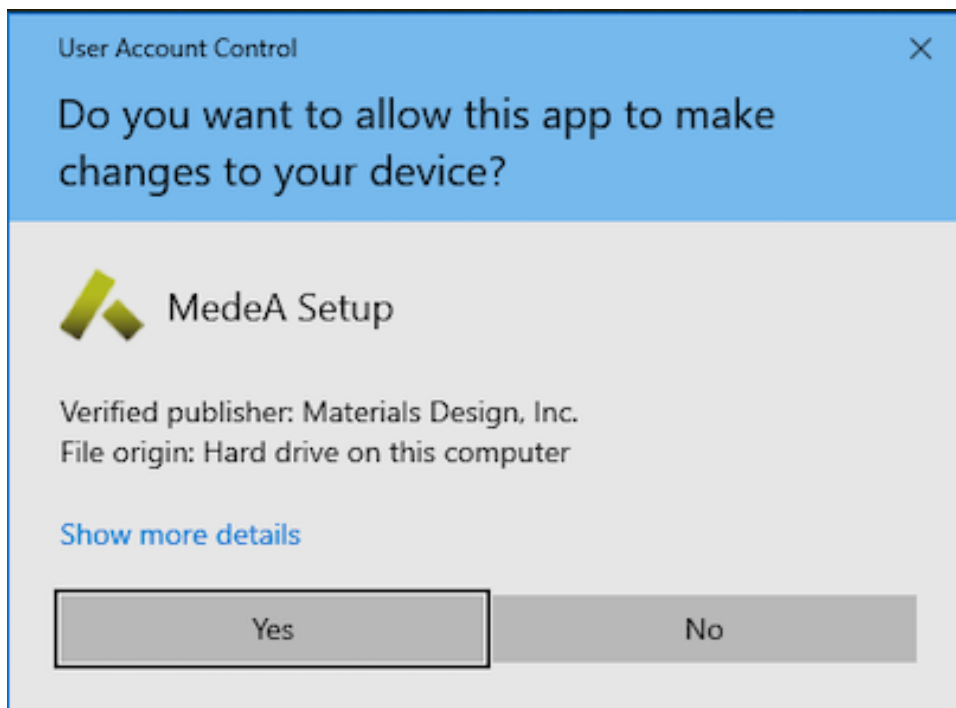 User Account Control
Do you want to allow this app to make
changes to your device?
MedeA Setup
Verified publisher: Materials Design, Inc.
File origin: Hard drive on this computer
Show more details
Yes
No